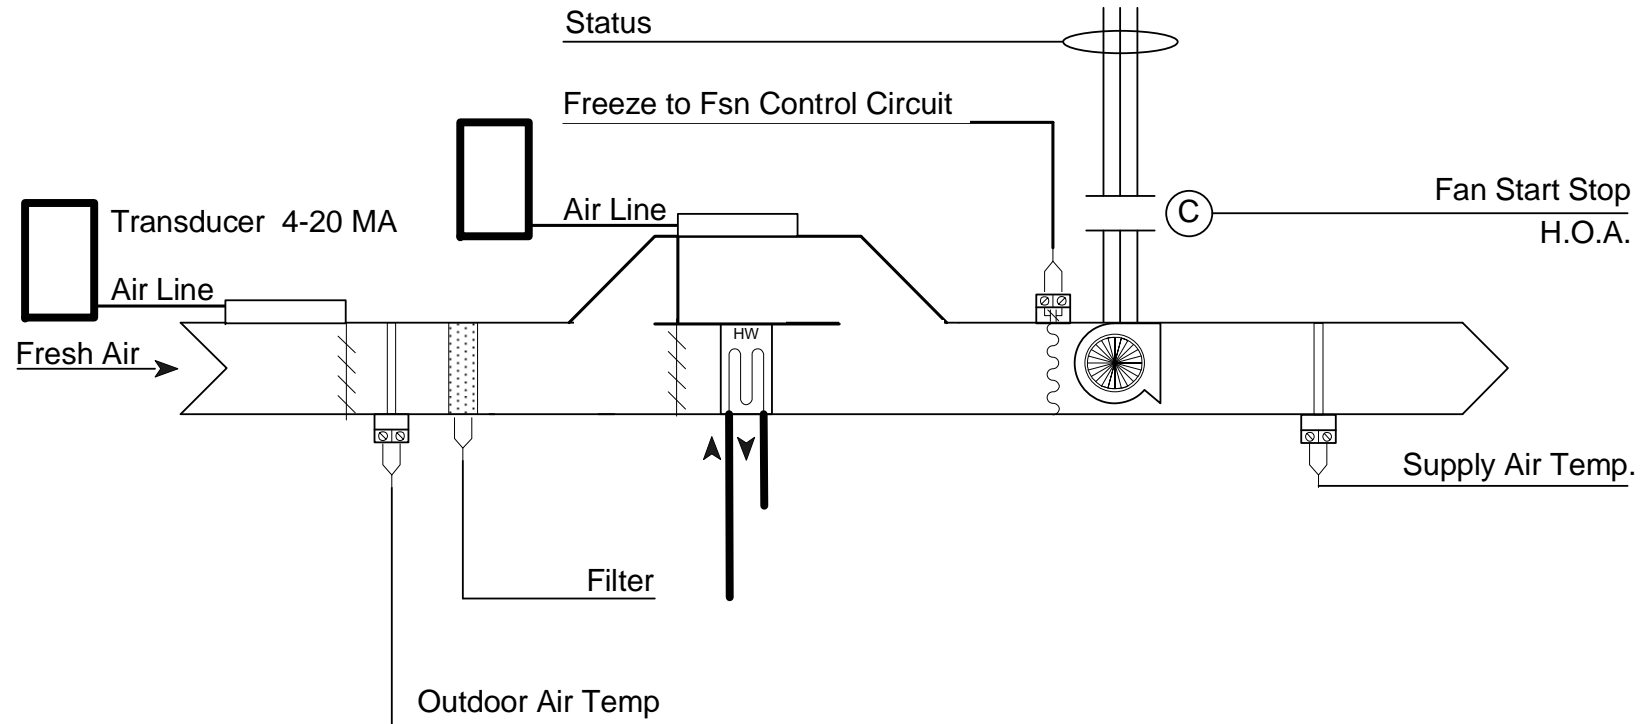 Status
Freeze to Fsn Control Circuit
Fan Start Stop
C
H.O.A.
Transducer 4-20 MA
Air Line
Air Line
HW
Fresh Air
Supply Air Temp.
Filter
Outdoor Air Temp